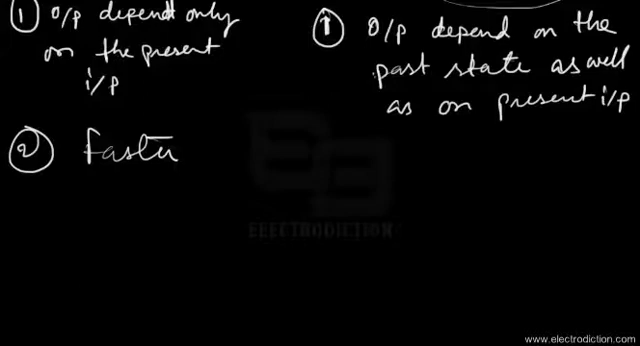 ① O/P depend only
on the present
i/p
② Faster
① O/P depend on the
past state as well
as on present i/p
ELECTRODICTION
www.electrodiction.com